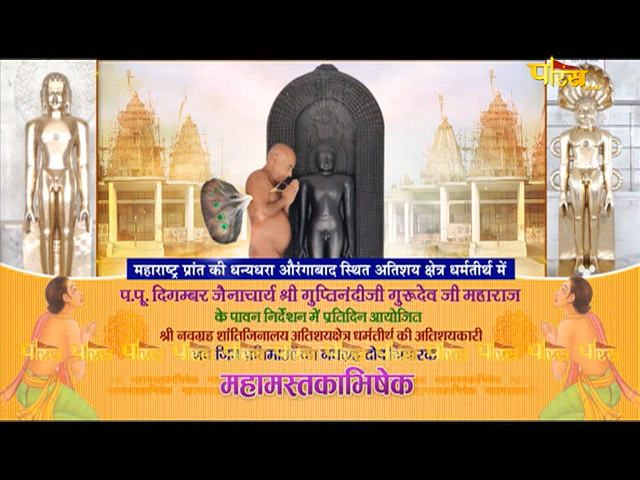 पारस
महाराष्ट्र प्रांत की धन्यधरा औरंगाबाद स्थित अतिशय क्षेत्र धर्मतीर्थ में
प.पू. दिगम्बर जैनाचार्य श्री गुप्तिनंदीजी गुरूदेव जी महाराज
के पावन निर्देशन में प्रतिदिन आयोजित
श्री नवग्रह शांतिजिनालय अतिशयक्षेत्र धर्मतीर्थ की अतिशयकारी
महामस्तकाभिषेक